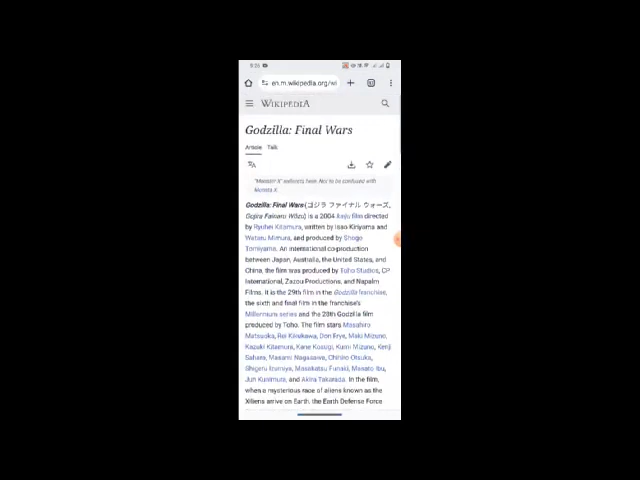 en.m.wikipedia.org/wi
WIKIPEDIA
Godzilla: Final Wars
Article Talk
"Monster X" redirects here. Not to be confused with
Monsta X.
Godzilla: Final Wars (ゴジラ ファイナル ウォーズ,
Gojira Fainaru Wōzu) is a 2004 kaiju film directed
by Ryuhei Kitamura, written by Isao Kiriyama and
Wataru Mimura, and produced by Shogo
Tomiyama. An international co-production
between Japan, Australia, the United States, and
China, the film was produced by Toho Studios, CP
International, Zazou Productions, and Napalm
Films. It is the 29th film in the Godzilla franchise,
the sixth and final film in the franchise's
Millennium series and the 28th Godzilla film
produced by Toho. The film stars Masahiro
Matsuoka, Rei Kikukawa, Don Frye, Maki Mizuno,
Kazuki Kitamura, Kane Kosugi, Kumi Mizuno, Kenji
Sahara, Masami Nagasawa, Chihiro Otsuka,
Shigeru Izumiya, Masakatsu Funaki, Masato Ibu,
Jun Kunimura, and Akira Takarada. In the film,
when a mysterious race of aliens known as the
Xiliens arrive on Earth, the Earth Defense Force